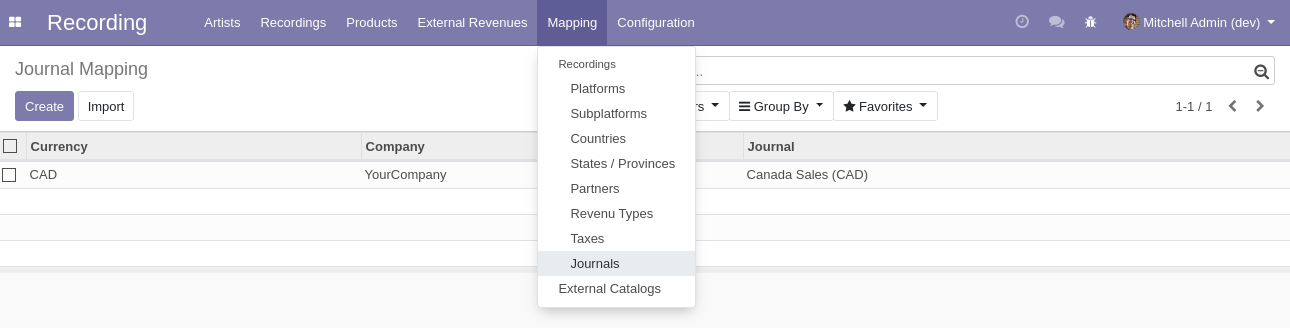 Recording Artists Recordings Products External Revenues Mapping Configuration Mitchell Admin (dev)
Journal Mapping
Recordings
...
Create Import
Platforms
rs Group By Favorites 1-1 / 1
Subplatforms
Countries
Currency Company Journal
States / Provinces
CAD YourCompany Canada Sales (CAD)
Partners
Revenu Types
Taxes
Journals
External Catalogs